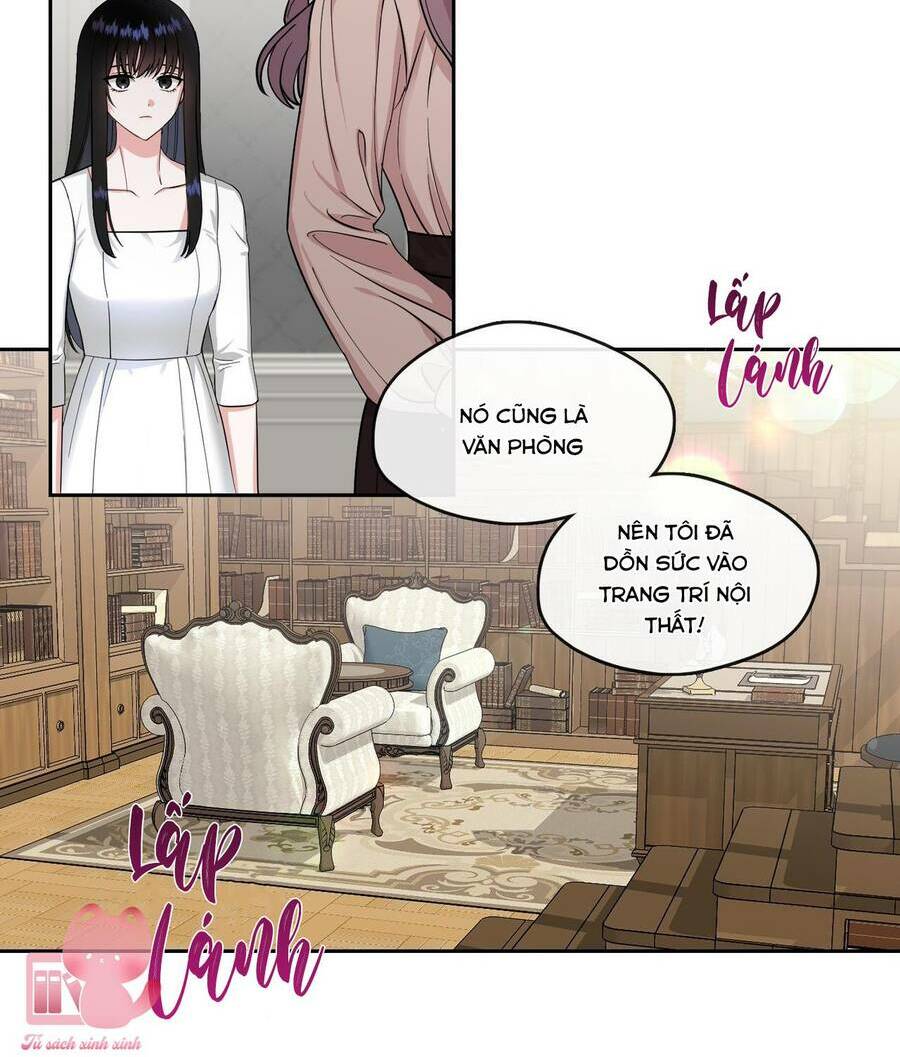 Lấp
lánh
NÓ CŨNG LÀ
VĂN PHÒNG
NÊN TÔI ĐÃ
DỒN SỨC VÀO
TRANG TRÍ NỘI
THẤT!
Lấp
lánh
Tủ sách xinh xinh